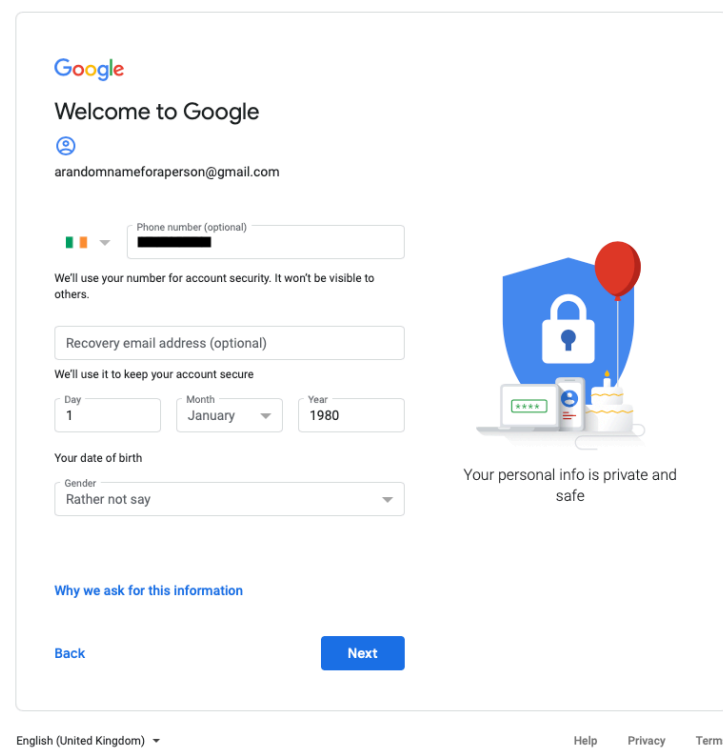 Google
Welcome to Google
arandomnameforaperson@gmail.com
Phone number (optional)
We'll use your number for account security. It won't be visible to
others.
Recovery email address (optional)
We'll use it to keep your account secure
Day
Month
Year
1
January
1980
Your date of birth
Gender
Rather not say
****
Your personal info is private and
safe
Why we ask for this information
Back
Next
English (United Kingdom)
Help
Privacy
Term